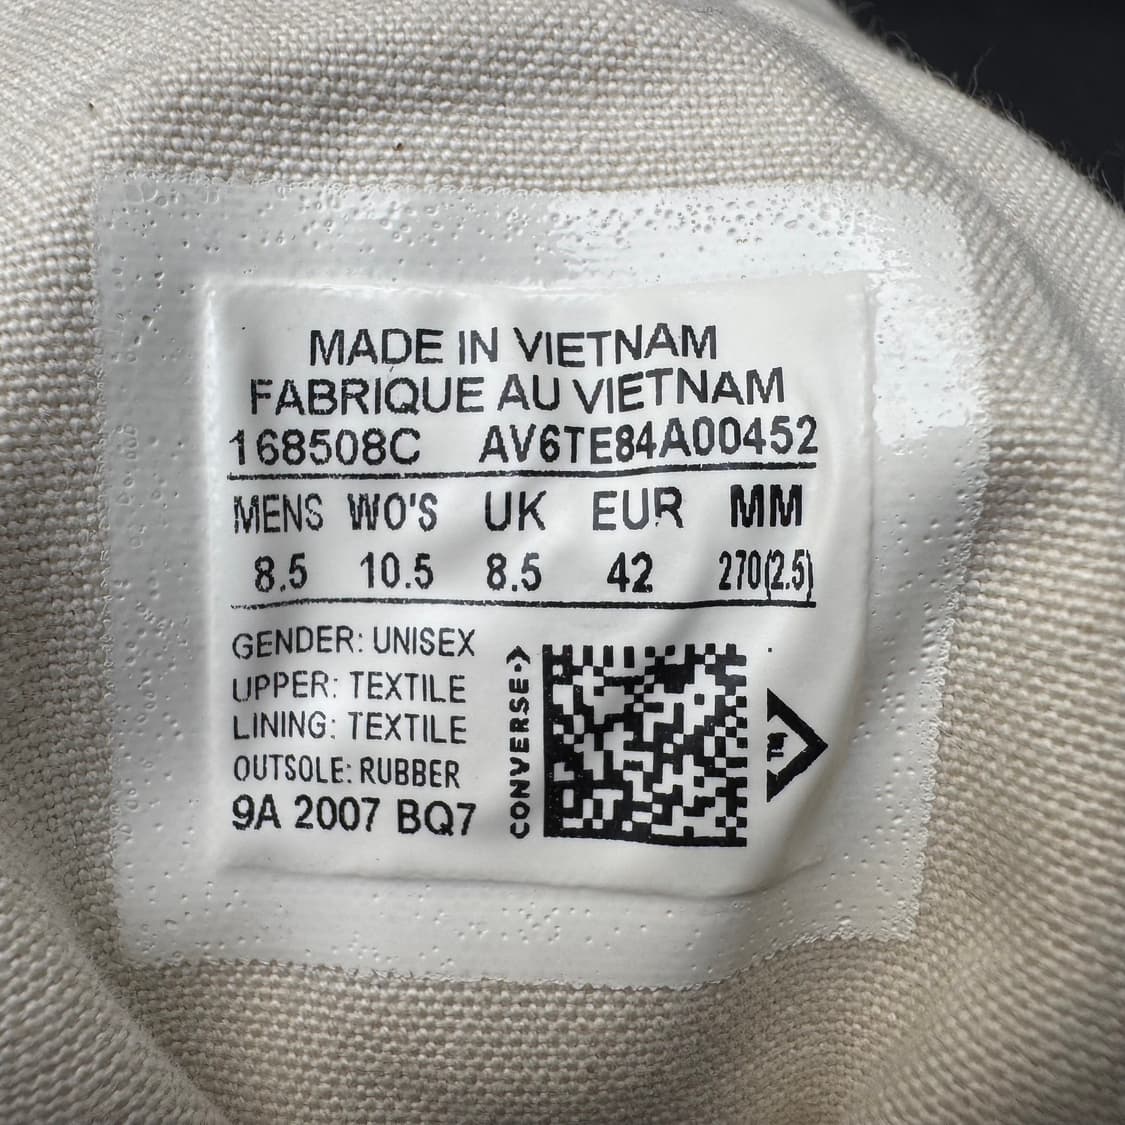 MADE IN VIETNAM
FABRIQUE AU VIETNAM
168508C AV6TE84A00452
MENS WO'S UK EUR MM
8.5 10.5 8.5 42 270(2.5)
GENDER: UNISEX
UPPER: TEXTILE
LINING: TEXTILE
OUTSOLE: RUBBER
9A 2007 BQ7
CONVERSE